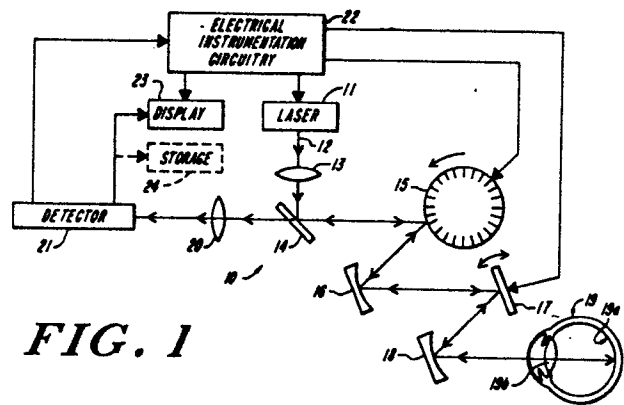 ELECTRICAL
INSTRUMENTATION
CIRCUITRY
22
23
DISPLAY
LASER
11
12
STORAGE
24
13
15
DETECTOR
21
20
14
10
16
17
18
19
19a
19b
FIG. 1